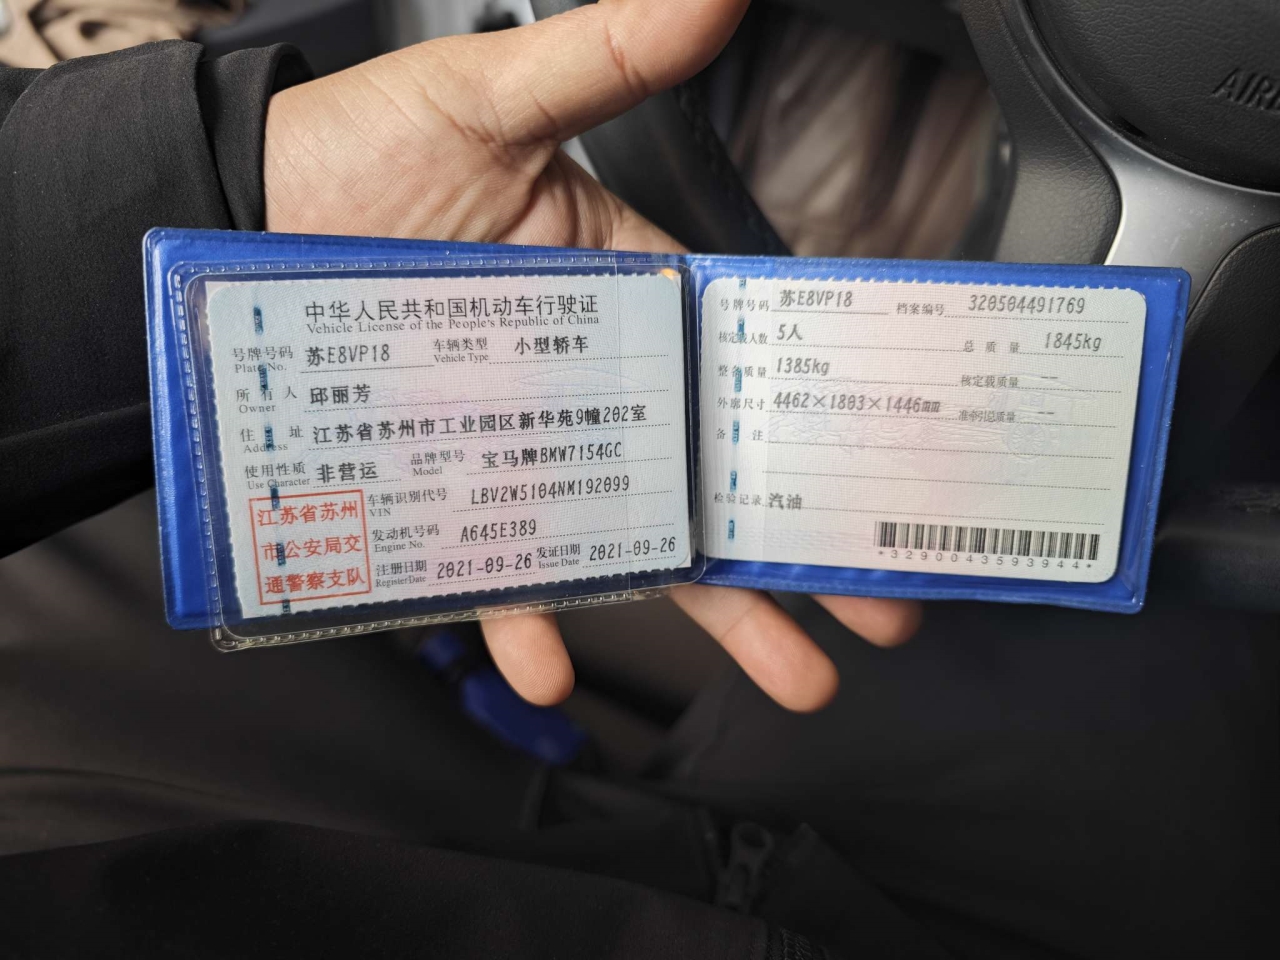 中华人民共和国机动车行驶证
Vehicle License of the People's Republic of China
号牌号码 Plate No. 苏E8VP18 车辆类型 Vehicle Type 小型轿车
所有人 Owner 邱丽芳
住址 Address 江苏省苏州市工业园区新华苑9幢202室
使用性质 Use Character 非营运 品牌型号 Model 宝马牌BMW7154GC
车辆识别代号 VIN LBV2W5104NM192099
发动机号码 Engine No. A645E389
注册日期 Register Date 2021-09-26 发证日期 Issue Date 2021-09-26
江苏省苏州
市公安局交
通警察支队
号牌号码 苏E8VP18 档案编号 320504491769
核定载人数 5人 总质量 1845kg
整备质量 1385kg 核定载质量 --
外廓尺寸 4462×1803×1446mm 准牵引总质量 --
备注
检验记录 汽油
*3290043593944*